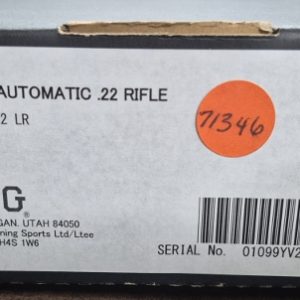 AUTOMATIC .22 RIFLE
2 LR
71346
G®
GAN, UTAH 84050
ning Sports Ltd/Ltee
H4S 1W6
SERIAL No. 01099YV2